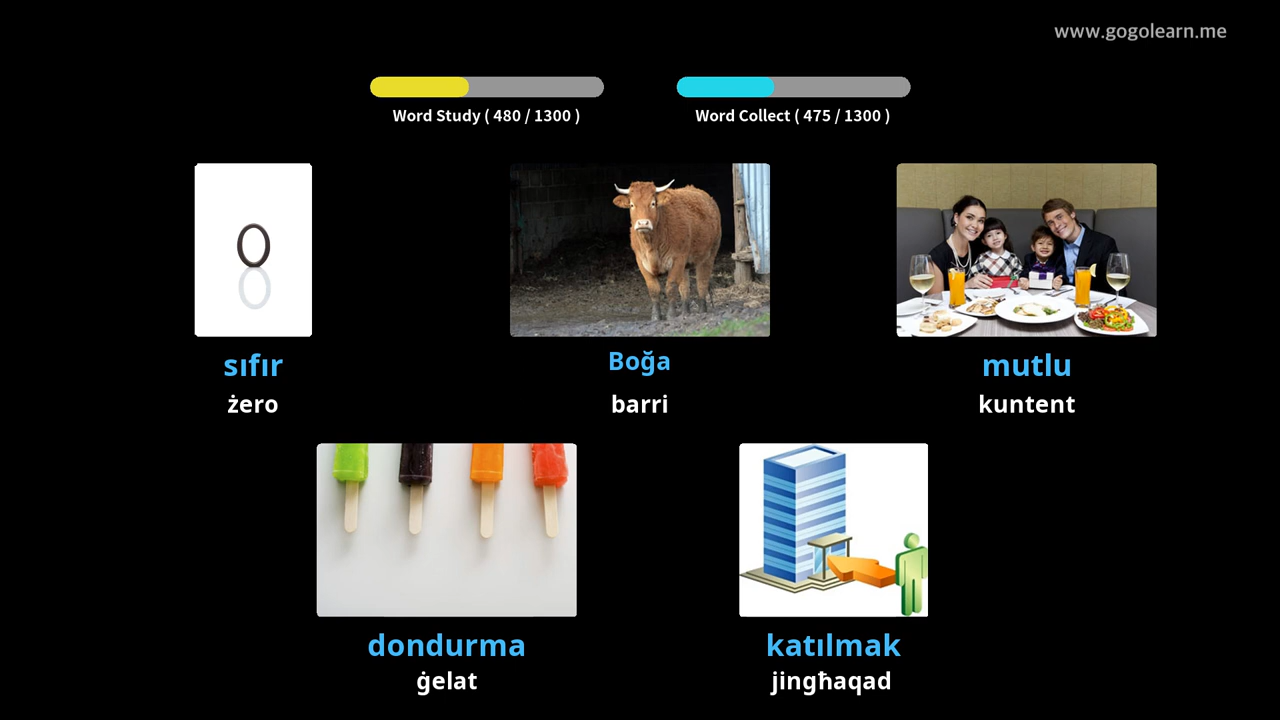 www.gogolearn.me
Word Study ( 480 / 1300 )
Word Collect ( 475 / 1300 )
sıfır
żero
Boğa
barri
mutlu
kuntent
dondurma
ġelat
katılmak
jingħaqad